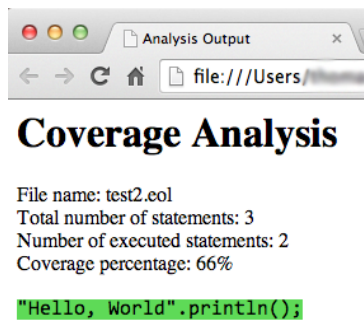 Analysis Output
file:///Users/
Coverage Analysis
File name: test2.eol
Total number of statements: 3
Number of executed statements: 2
Coverage percentage: 66%
"Hello, World".println();